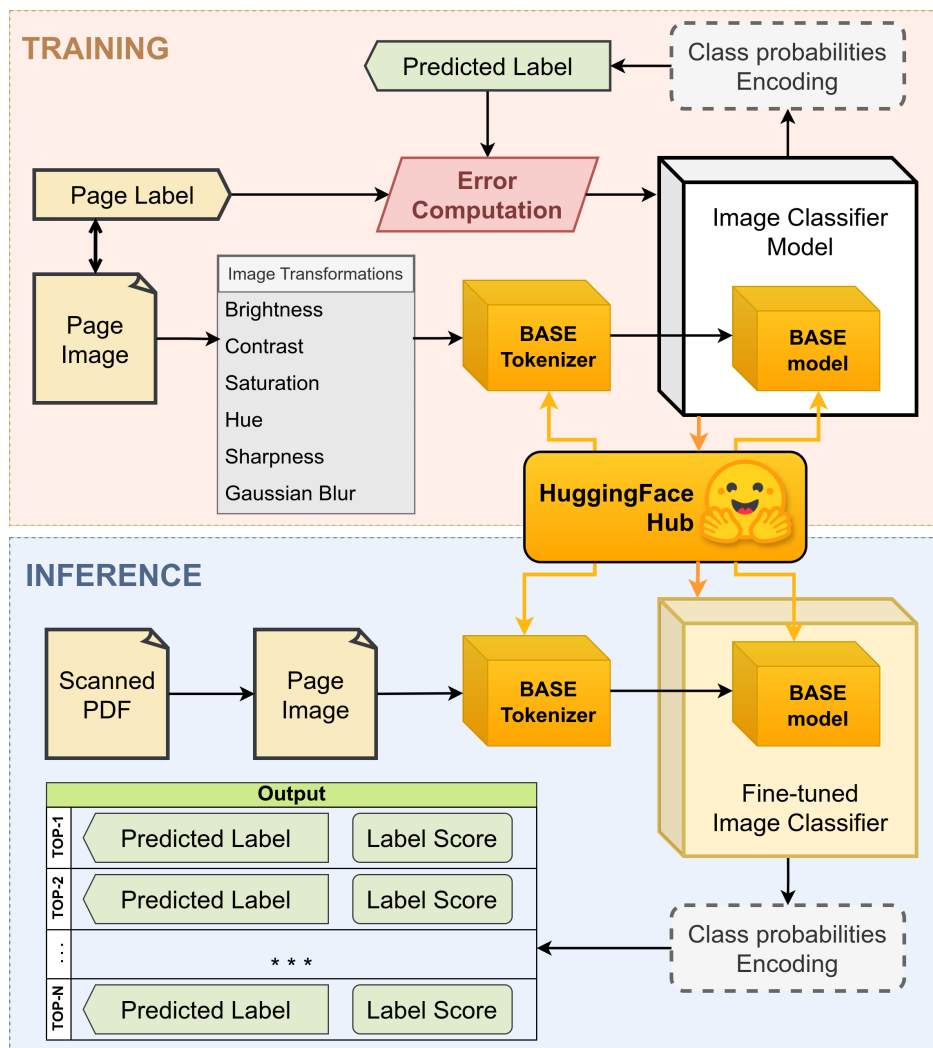 TRAINING
Predicted Label
Class probabilities
Encoding
Page Label
Error
Computation
Image Classifier
Model
Page
Image
Image Transformations
Brightness
Contrast
Saturation
Hue
Sharpness
Gaussian Blur
BASE
Tokenizer
BASE
model
HuggingFace
Hub
INFERENCE
Scanned
PDF
Page
Image
BASE
Tokenizer
BASE
model
Fine-tuned
Image Classifier
Class probabilities
Encoding
Output
TOP-1
Predicted Label
Label Score
TOP-2
Predicted Label
Label Score
...
* * *
TOP-N
Predicted Label
Label Score